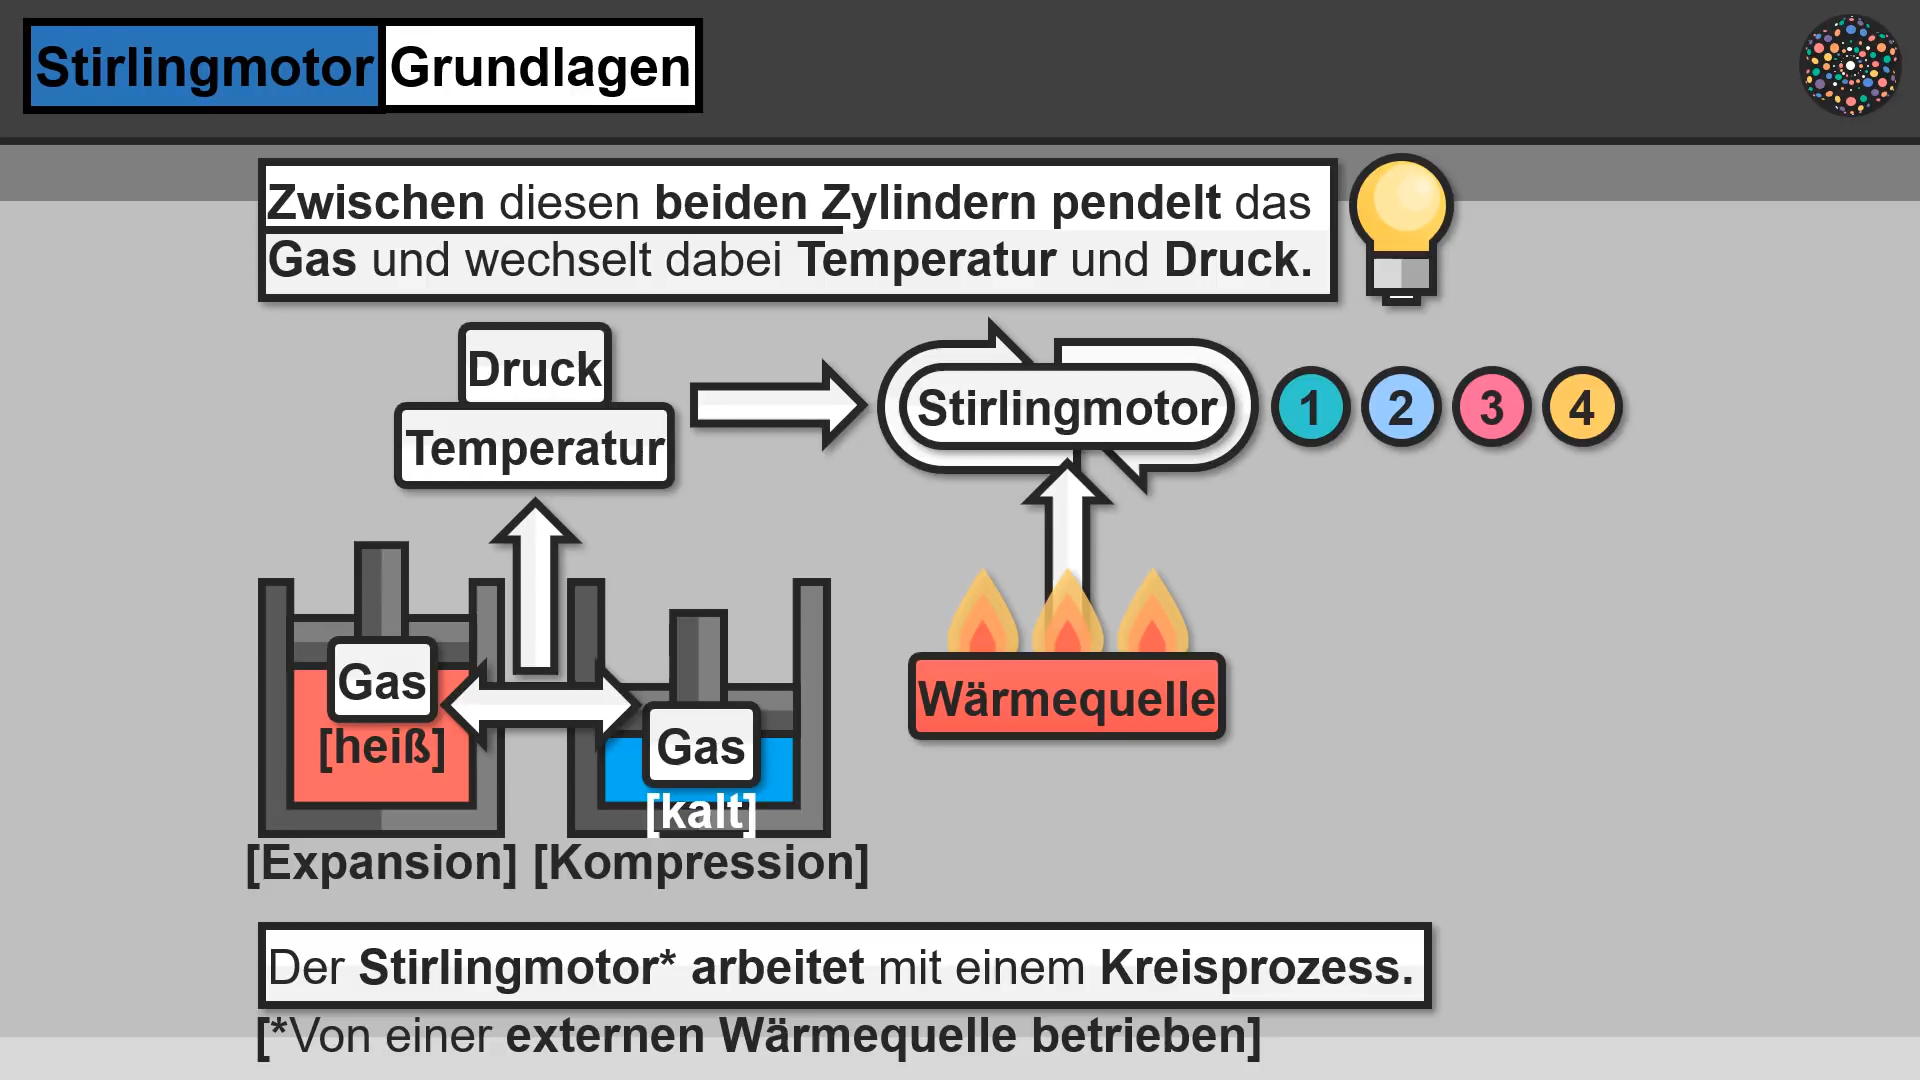 Stirlingmotor Grundlagen
Zwischen diesen beiden Zylindern pendelt das
Gas und wechselt dabei Temperatur und Druck.
Druck
Temperatur
Stirlingmotor
1 2 3 4
Gas
[heiß]
Gas
[kalt]
Wärmequelle
[Expansion] [Kompression]
Der Stirlingmotor* arbeitet mit einem Kreisprozess.
[*Von einer externen Wärmequelle betrieben]